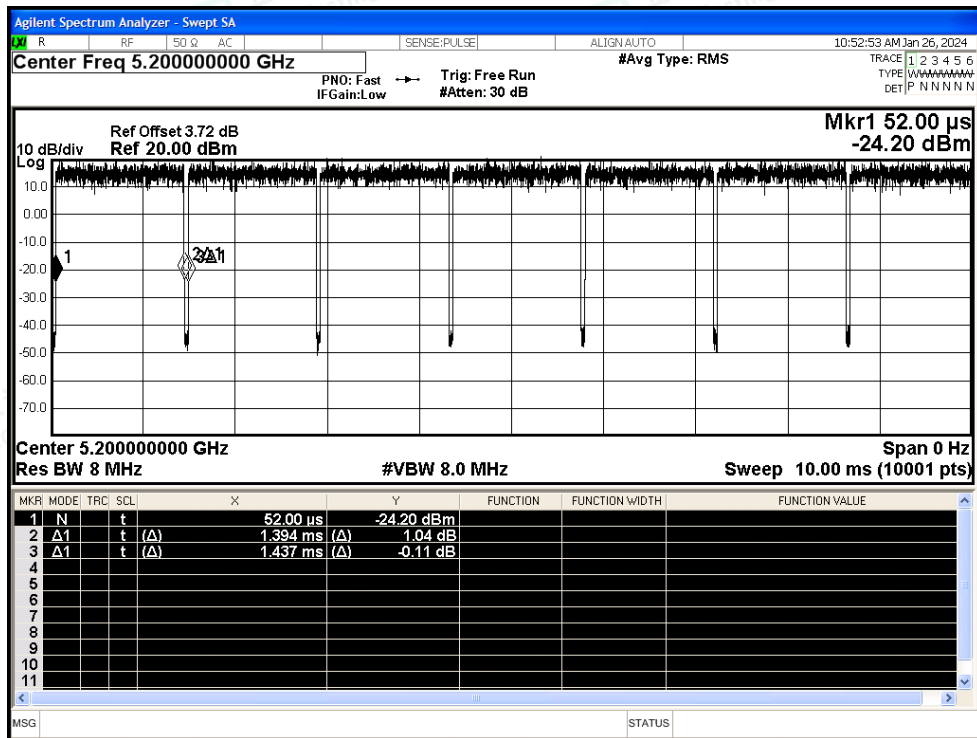 Agilent Spectrum Analyzer - Swept SA
LXI R RF 50 Ω AC SENSE:PULSE ALIGN AUTO 10:52:53 AM Jan 26, 2024
Center Freq 5.200000000 GHz
PNO: Fast
IFGain:Low
Trig: Free Run
#Atten: 30 dB
#Avg Type: RMS
TRACE 1 2 3 4 5 6
TYPE W
DET P N N N N N
Mkr1 52.00 µs
-24.20 dBm
Ref Offset 3.72 dB
10 dB/div Ref 20.00 dBm
Log
10.0
0.00
-10.0
1
2Δ1
3Δ1
-20.0
-30.0
-40.0
-50.0
-60.0
-70.0
Center 5.200000000 GHz Span 0 Hz
Res BW 8 MHz #VBW 8.0 MHz Sweep 10.00 ms (10001 pts)
MKR MODE TRC SCL X Y FUNCTION FUNCTION WIDTH FUNCTION VALUE
1 N t 52.00 µs -24.20 dBm
2 Δ1 t (Δ) 1.394 ms (Δ) 1.04 dB
3 Δ1 t (Δ) 1.437 ms (Δ) -0.11 dB
4
5
6
7
8
9
10
11
MSG STATUS